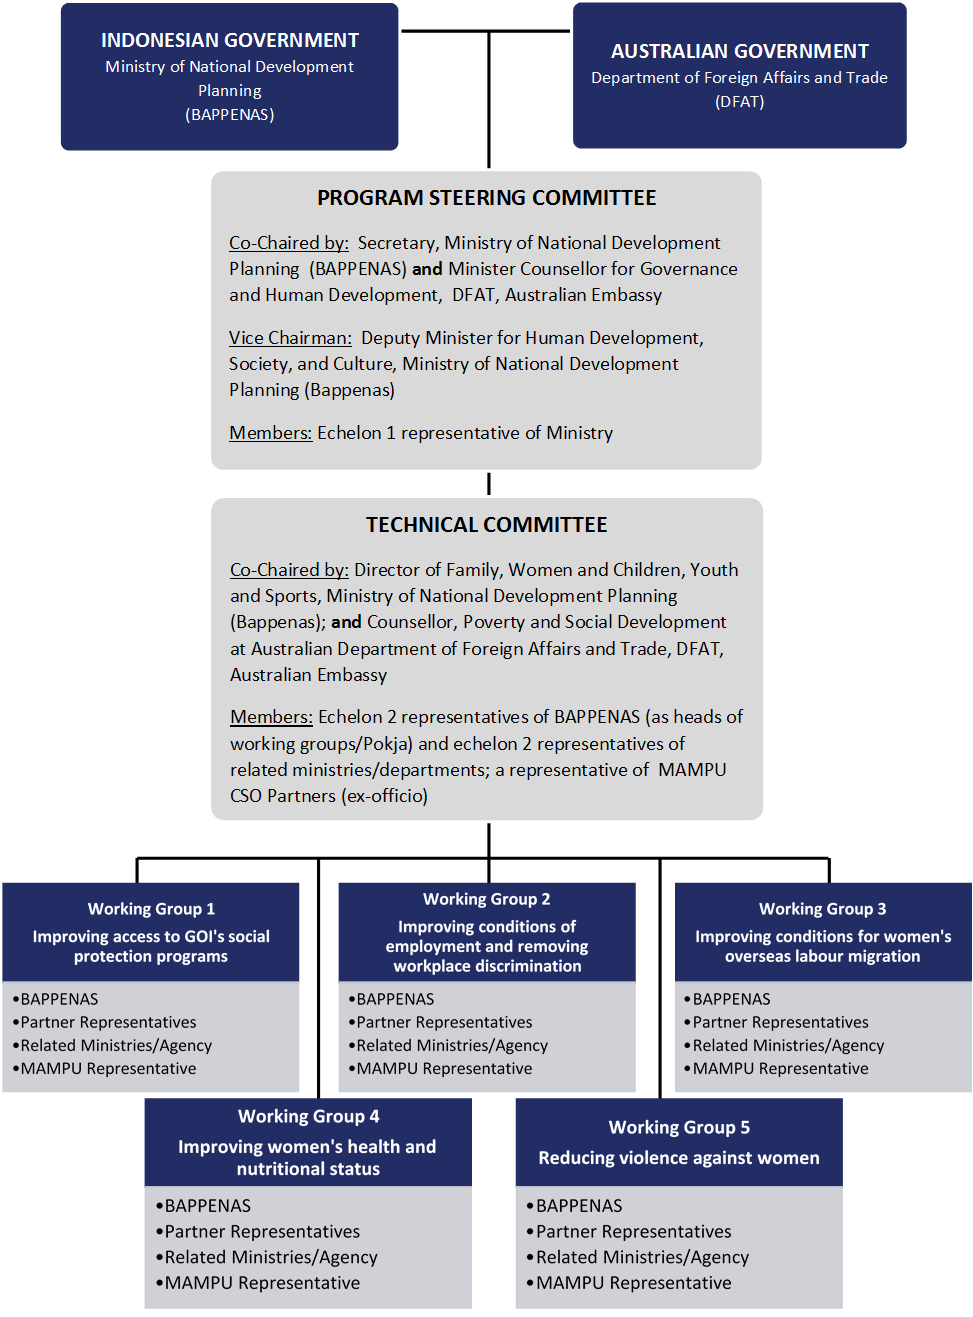 INDONESIAN GOVERNMENT
Ministry of National Development
Planning
(BAPPENAS)
AUSTRALIAN GOVERNMENT
Department of Foreign Affairs and Trade
(DFAT)
PROGRAM STEERING COMMITTEE
Co-Chaired by: Secretary, Ministry of National Development
Planning (BAPPENAS) and Minister Counsellor for Governance
and Human Development, DFAT, Australian Embassy
Vice Chairman: Deputy Minister for Human Development,
Society, and Culture, Ministry of National Development
Planning (Bappenas)
Members: Echelon 1 representative of Ministry
TECHNICAL COMMITTEE
Co-Chaired by: Director of Family, Women and Children, Youth
and Sports, Ministry of National Development Planning
(Bappenas); and Counsellor, Poverty and Social Development
at Australian Department of Foreign Affairs and Trade, DFAT,
Australian Embassy
Members: Echelon 2 representatives of BAPPENAS (as heads of
working groups/Pokja) and echelon 2 representatives of
related ministries/departments; a representative of MAMPU
CSO Partners (ex-officio)
Working Group 1
Improving access to GOI's social
protection programs
•BAPPENAS
•Partner Representatives
•Related Ministries/Agency
•MAMPU Representative
Working Group 2
Improving conditions of
employment and removing
workplace discrimination
•BAPPENAS
•Partner Representatives
•Related Ministries/Agency
•MAMPU Representative
Working Group 3
Improving conditions for women's
overseas labour migration
•BAPPENAS
•Partner Representatives
•Related Ministries/Agency
•MAMPU Representative
Working Group 4
Improving women's health and
nutritional status
•BAPPENAS
•Partner Representatives
•Related Ministries/Agency
•MAMPU Representative
Working Group 5
Reducing violence against women
•BAPPENAS
•Partner Representatives
•Related Ministries/Agency
•MAMPU Representative